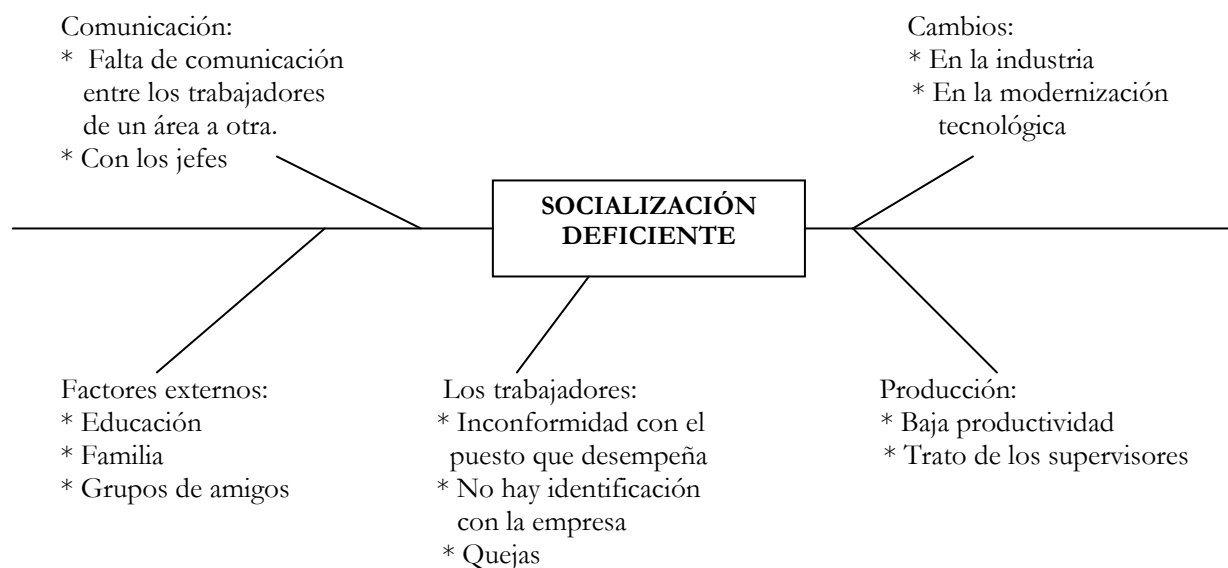 Comunicación:
* Falta de comunicación
entre los trabajadores
de un área a otra.
* Con los jefes
Cambios:
* En la industria
* En la modernización
tecnológica
SOCIALIZACIÓN
DEFICIENTE
Factores externos:
* Educación
* Familia
* Grupos de amigos
Los trabajadores:
* Inconformidad con el
puesto que desempeña
* No hay identificación
con la empresa
* Quejas
Producción:
* Baja productividad
* Trato de los supervisores